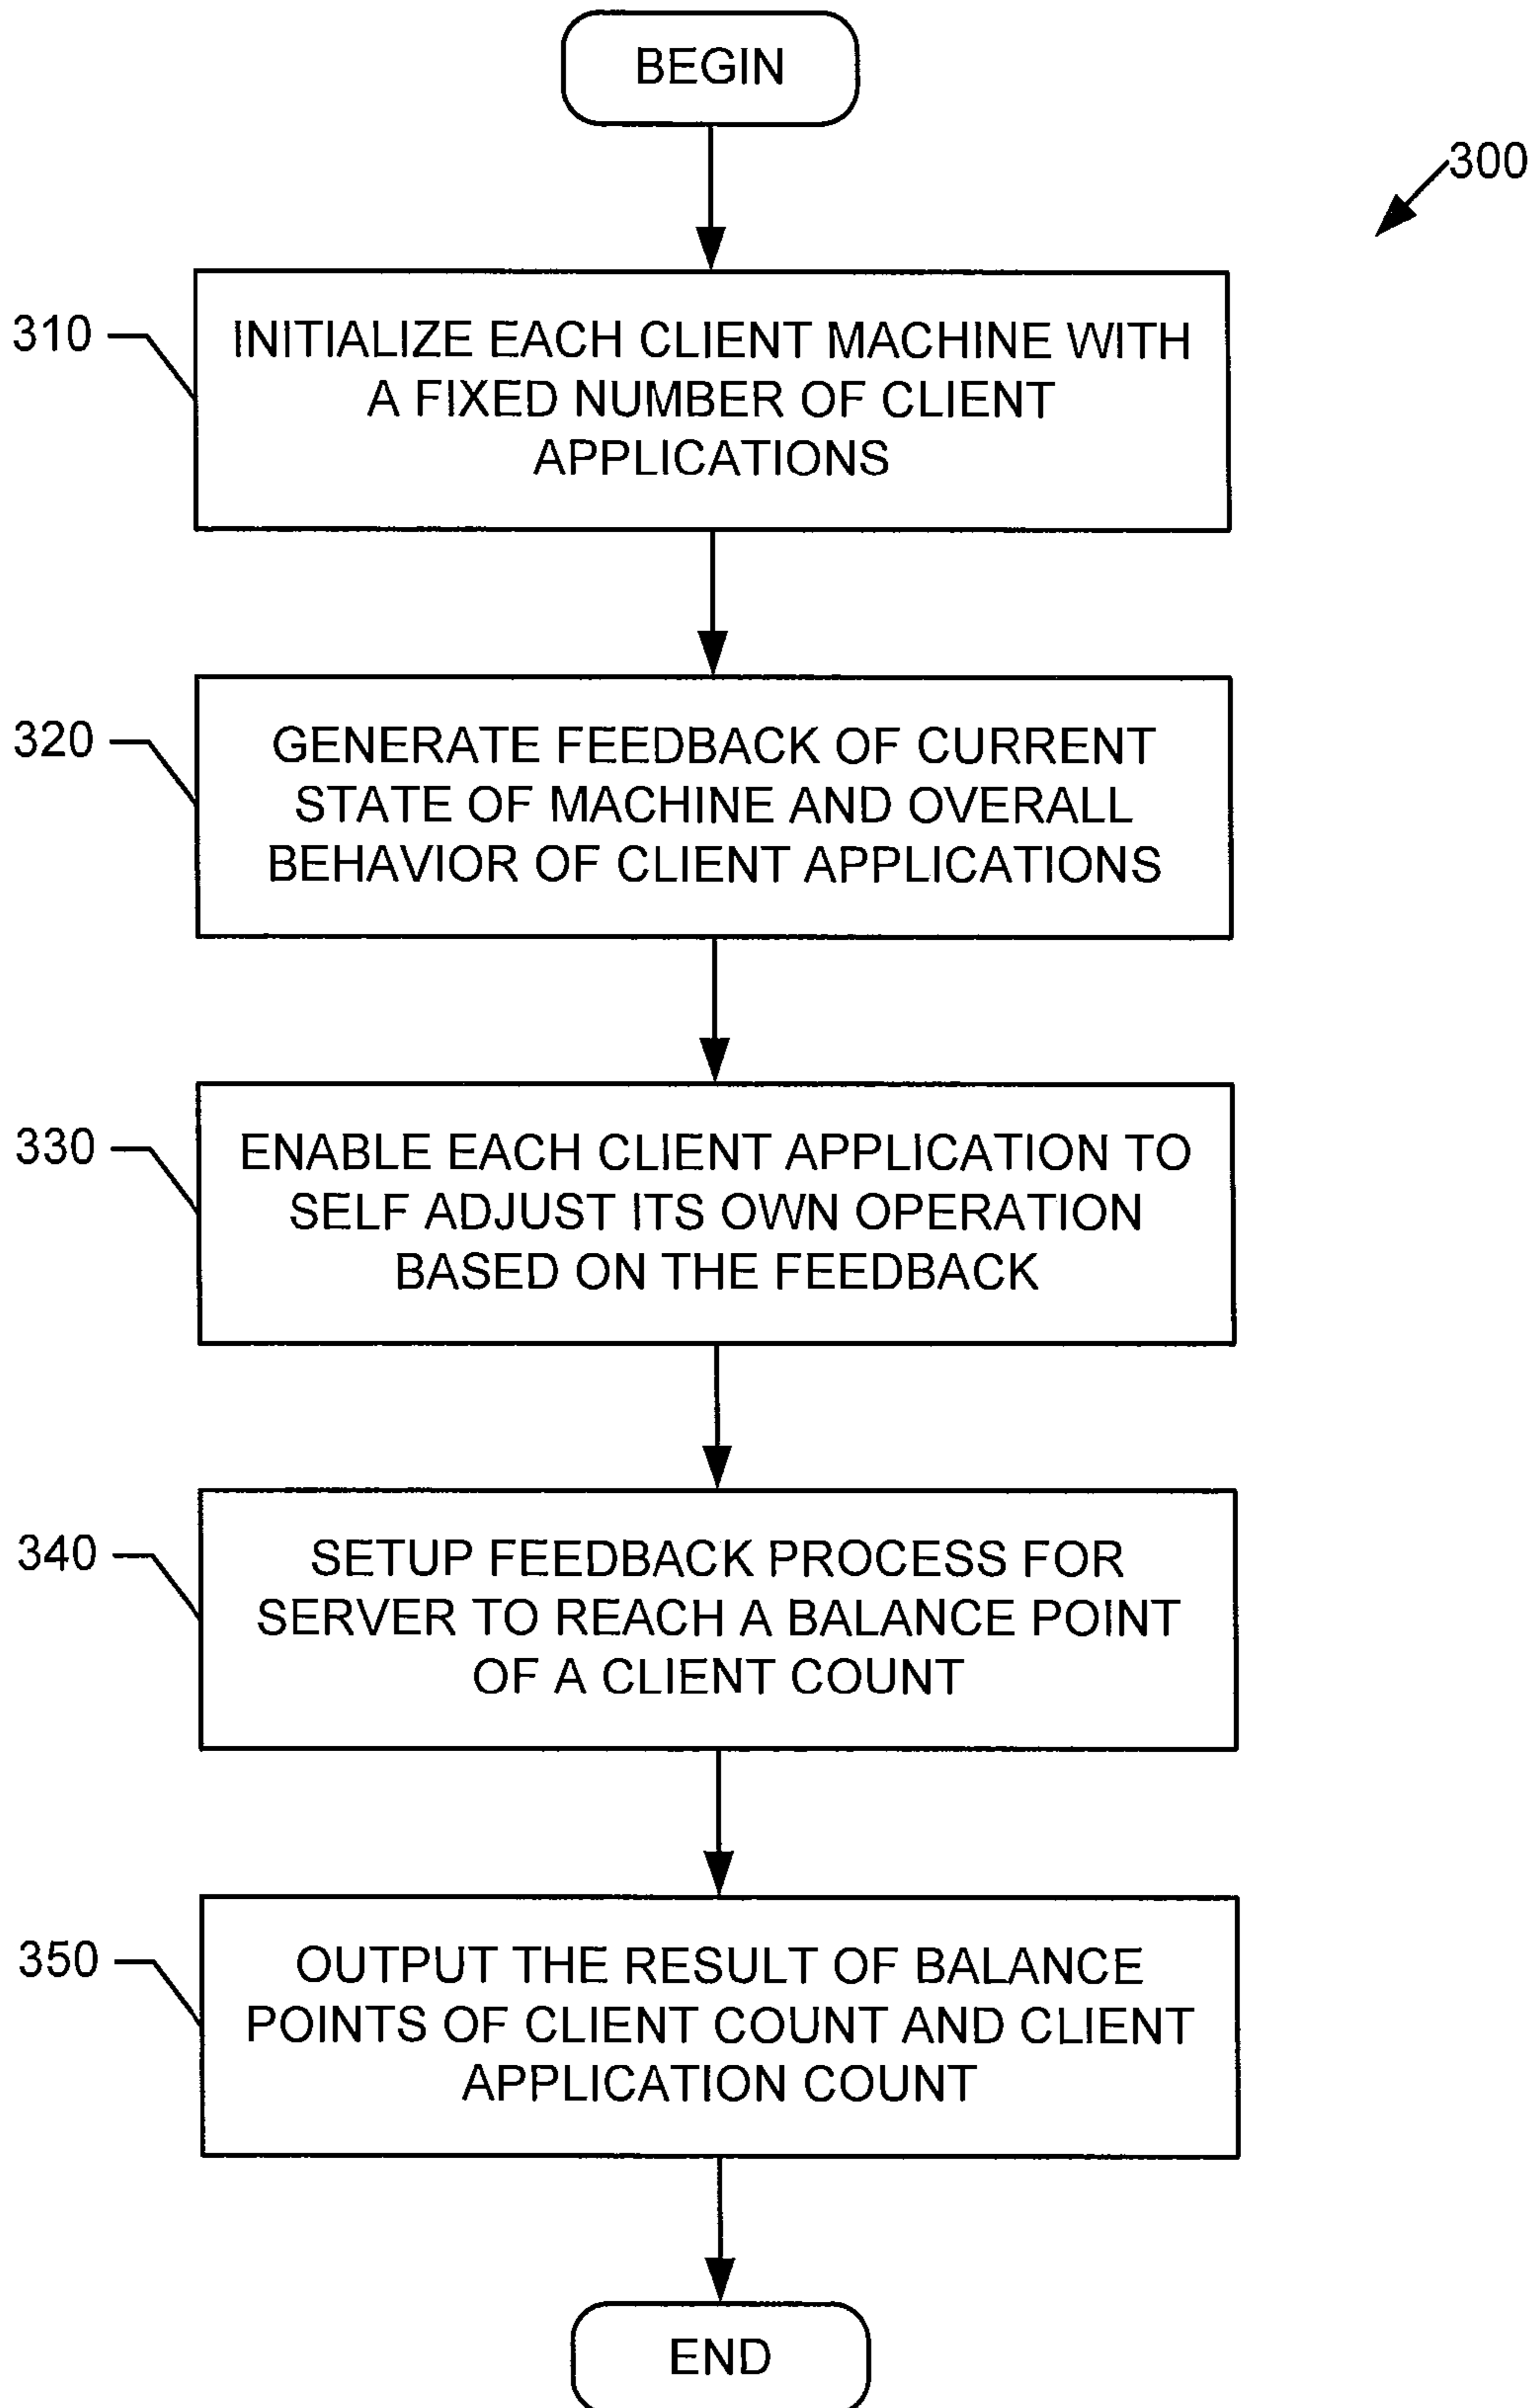 BEGIN
300
310
INITIALIZE EACH CLIENT MACHINE WITH
A FIXED NUMBER OF CLIENT
APPLICATIONS
320
GENERATE FEEDBACK OF CURRENT
STATE OF MACHINE AND OVERALL
BEHAVIOR OF CLIENT APPLICATIONS
330
ENABLE EACH CLIENT APPLICATION TO
SELF ADJUST ITS OWN OPERATION
BASED ON THE FEEDBACK
340
SETUP FEEDBACK PROCESS FOR
SERVER TO REACH A BALANCE POINT
OF A CLIENT COUNT
350
OUTPUT THE RESULT OF BALANCE
POINTS OF CLIENT COUNT AND CLIENT
APPLICATION COUNT
END